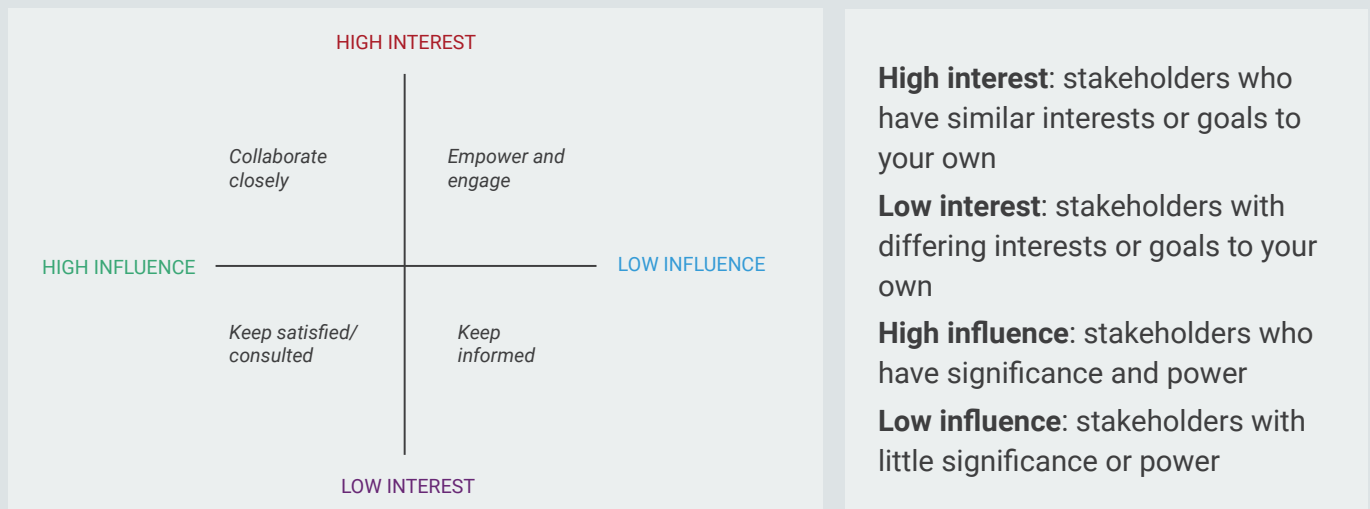 HIGH INTEREST
Collaborate
closely
Empower and
engage
HIGH INFLUENCE
LOW INFLUENCE
Keep satisfied/
consulted
Keep
informed
LOW INTEREST
High interest: stakeholders who
have similar interests or goals to
your own
Low interest: stakeholders with
differing interests or goals to your
own
High influence: stakeholders who
have significance and power
Low influence: stakeholders with
little significance or power